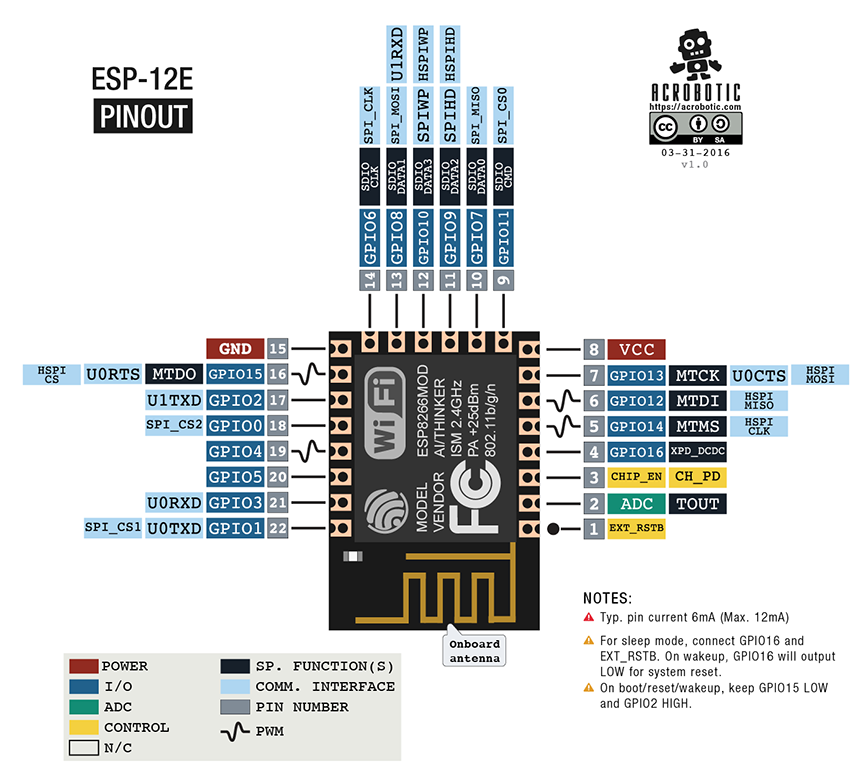 ESP-12E
PINOUT
ACROBOTIC
https://acrobotic.com
CC
BY SA
03-31-2016
v1.0
SPI_CLK
SDIO CLK
GPIO6
14
U1RXD
SPI_MOSI
SDIO DATA1
GPIO8
13
HSPIWP
SPIWP
SDIO DATA3
GPIO10
12
HSPIHD
SPIHD
SDIO DATA2
GPIO9
11
SPI_MISO
SDIO DATA0
GPIO7
10
SPI_CS0
SDIO CMD
GPIO11
9
GND 15
HSPI CS U0RTS MTDO GPIO15 16
U1TXD GPIO2 17
SPI_CS2 GPIO0 18
GPIO4 19
GPIO5 20
U0RXD GPIO3 21
SPI_CS1 U0TXD GPIO1 22
8 VCC
7 GPIO13 MTCK U0CTS HSPI MOSI
6 GPIO12 MTDI HSPI MISO
5 GPIO14 MTMS HSPI CLK
4 GPIO16 XPD_DCDC
3 CHIP_EN CH_PD
2 ADC TOUT
1 EXT_RSTB
WiFi
ESP8266MOD
AI/THINKER
ISM 2.4GHz
PA +25dBm
802.11b/g/n
MODEL
VENDOR
FC
Onboard
antenna
NOTES:
Typ. pin current 6mA (Max. 12mA)
For sleep mode, connect GPIO16 and
EXT_RSTB. On wakeup, GPIO16 will output
LOW for system reset.
On boot/reset/wakeup, keep GPIO15 LOW
and GPIO2 HIGH.
POWER
I/O
ADC
CONTROL
N/C
SP. FUNCTION(S)
COMM. INTERFACE
PIN NUMBER
PWM